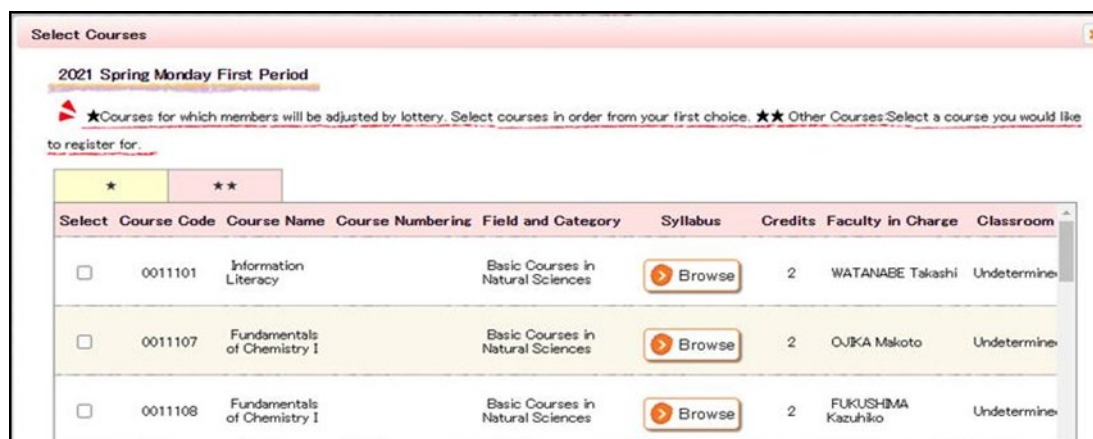 Select Courses
2021 Spring Monday First Period
★Courses for which members will be adjusted by lottery. Select courses in order from your first choice. ★★ Other Courses:Select a course you would like
to register for.
★ ★★
Select Course Code Course Name Course Numbering Field and Category Syllabus Credits Faculty in Charge Classroom
0011101 Information Literacy Basic Courses in Natural Sciences Browse 2 WATANABE Takashi Undetermine
0011107 Fundamentals of Chemistry I Basic Courses in Natural Sciences Browse 2 OJIKA Makoto Undetermine
0011108 Fundamentals of Chemistry I Basic Courses in Natural Sciences Browse 2 FUKUSHIMA Kazuhiko Undetermine